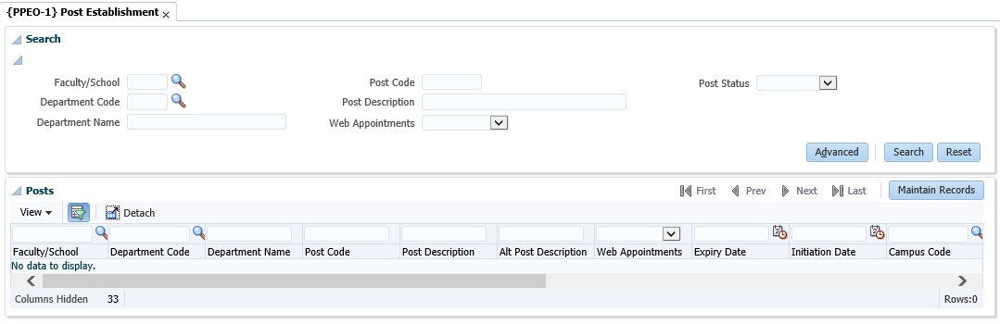 {PPEO-1} Post Establishment
Search
Faculty/School Post Code Post Status
Department Code Post Description
Department Name Web Appointments
Advanced Search Reset
Posts First Prev Next Last Maintain Records
View Detach
Faculty/School Department Code Department Name Post Code Post Description Alt Post Description Web Appointments Expiry Date Initiation Date Campus Code
No data to display.
Columns Hidden 33 Rows:0